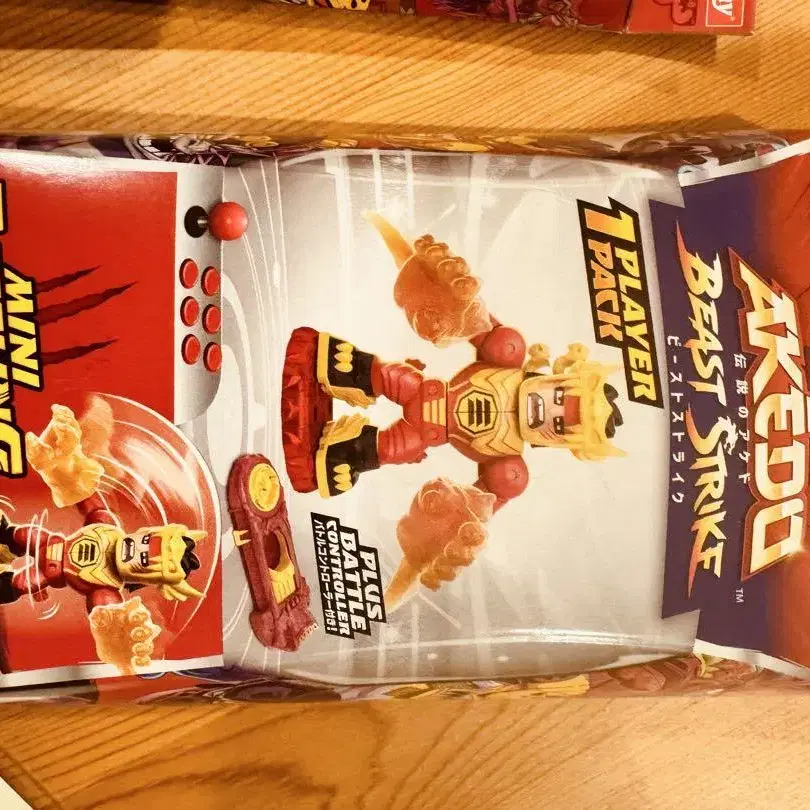 AKEDO
伝説のアケド
BEAST STRIKE
ビーストストライク
TM
1 PLAYER
PACK
PLUS
BATTLE
CONTROLLER
バトルコントローラー付き!
MINI